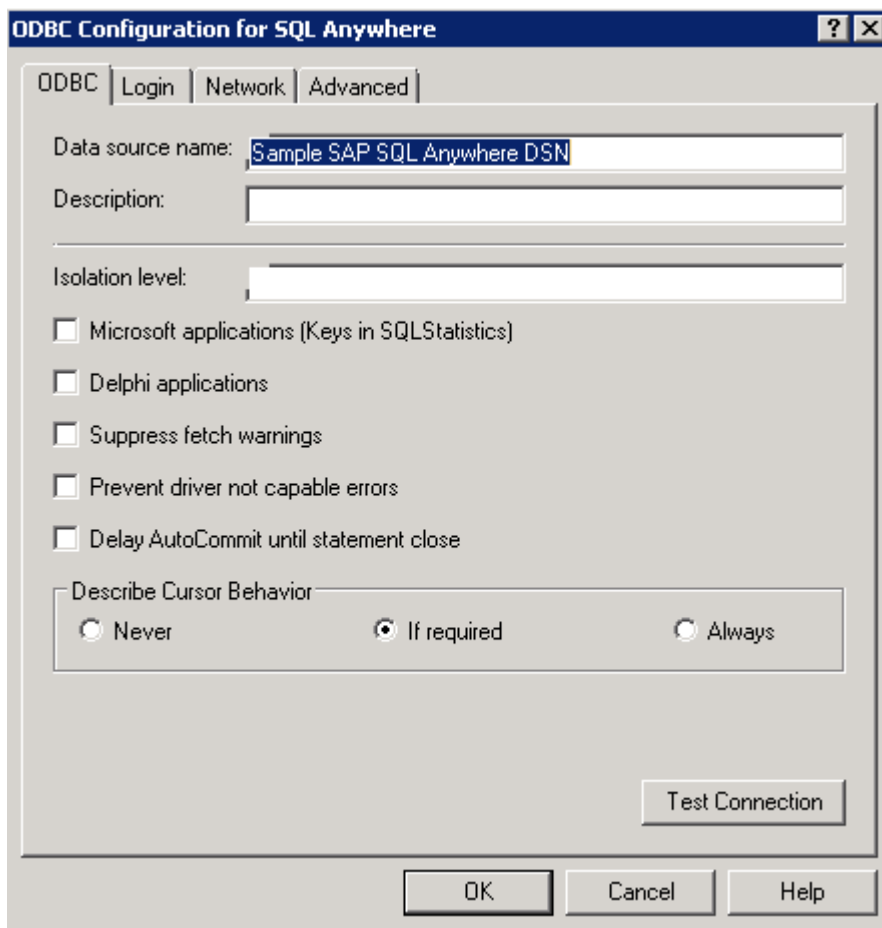 ODBC Configuration for SQL Anywhere
ODBC Login Network Advanced
Data source name: Sample SAP SQL Anywhere DSN
Description:
Isolation level:
Microsoft applications (Keys in SQLStatistics)
Delphi applications
Suppress fetch warnings
Prevent driver not capable errors
Delay AutoCommit until statement close
Describe Cursor Behavior
Never If required Always
Test Connection
OK Cancel Help